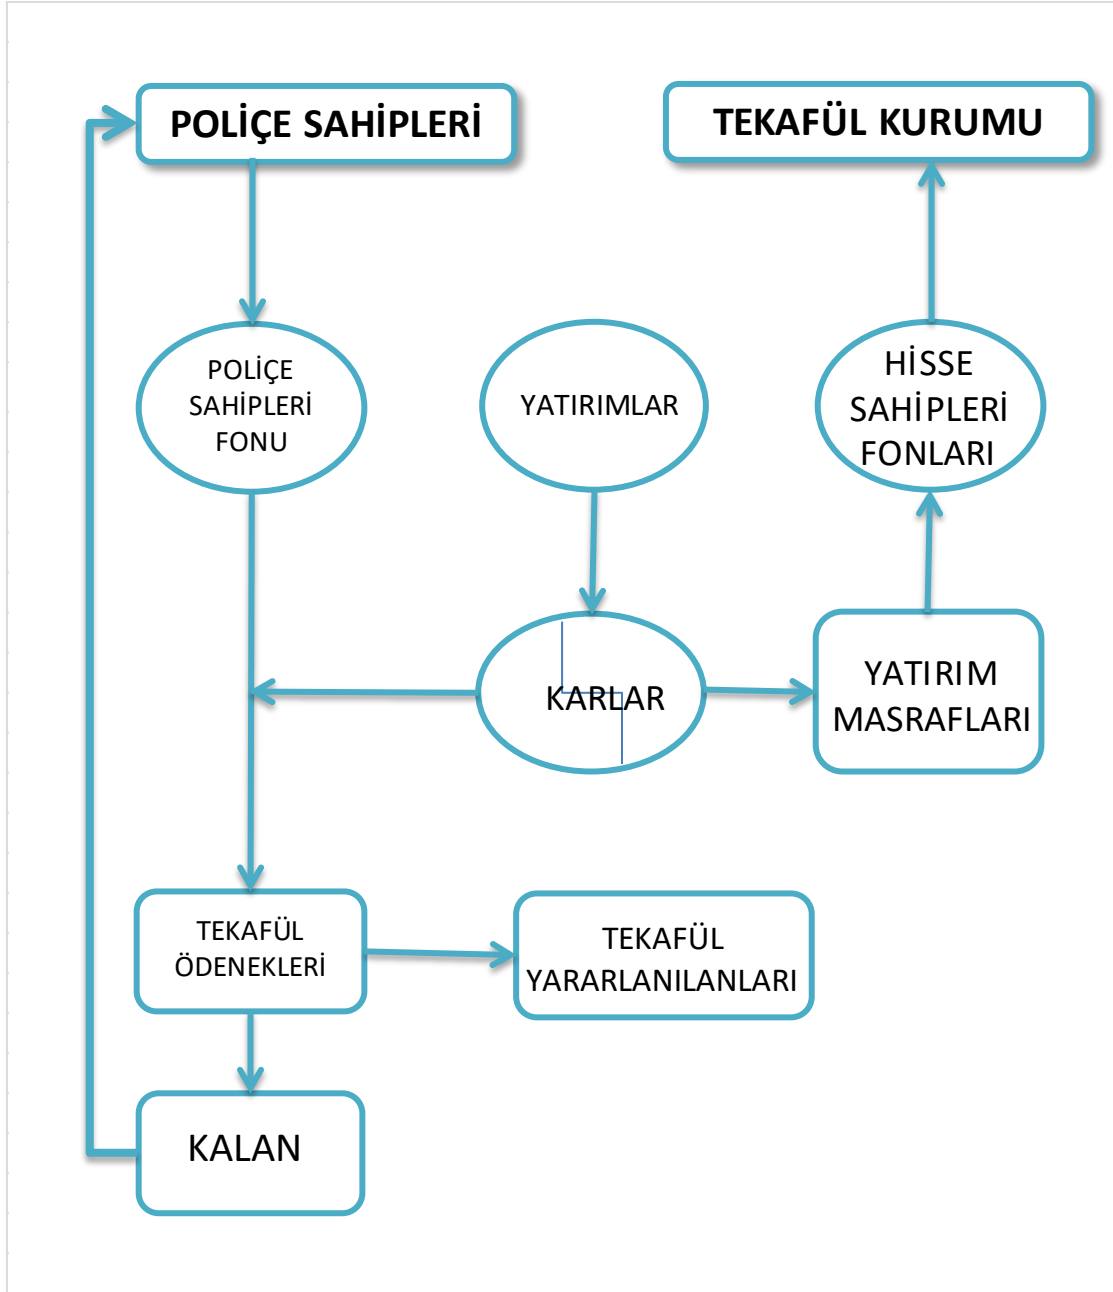 POLİÇE SAHİPLERİ
TEKAFÜL KURUMU
POLİÇE
SAHİPLERİ
FONU
YATIRIMLAR
HİSSE
SAHİPLERİ
FONLARI
KARLAR
YATIRIM
MASRAFLARI
TEKAFÜL
ÖDENEKLERİ
TEKAFÜL
YARARLANILANLARI
KALAN